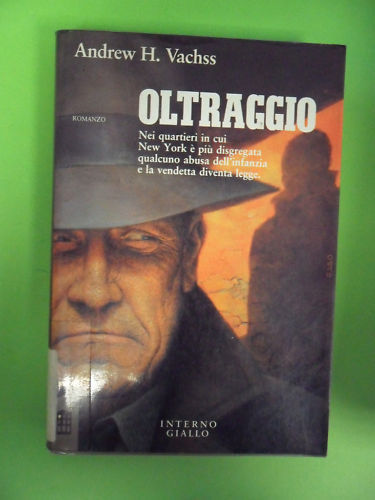 Andrew H. Vachss
ROMANZO
OLTRAGGIO
Nei quartieri in cui
New York è più disgregata
qualcuno abusa dell'infanzia
e la vendetta diventa legge.
INTERNO
GIALLO